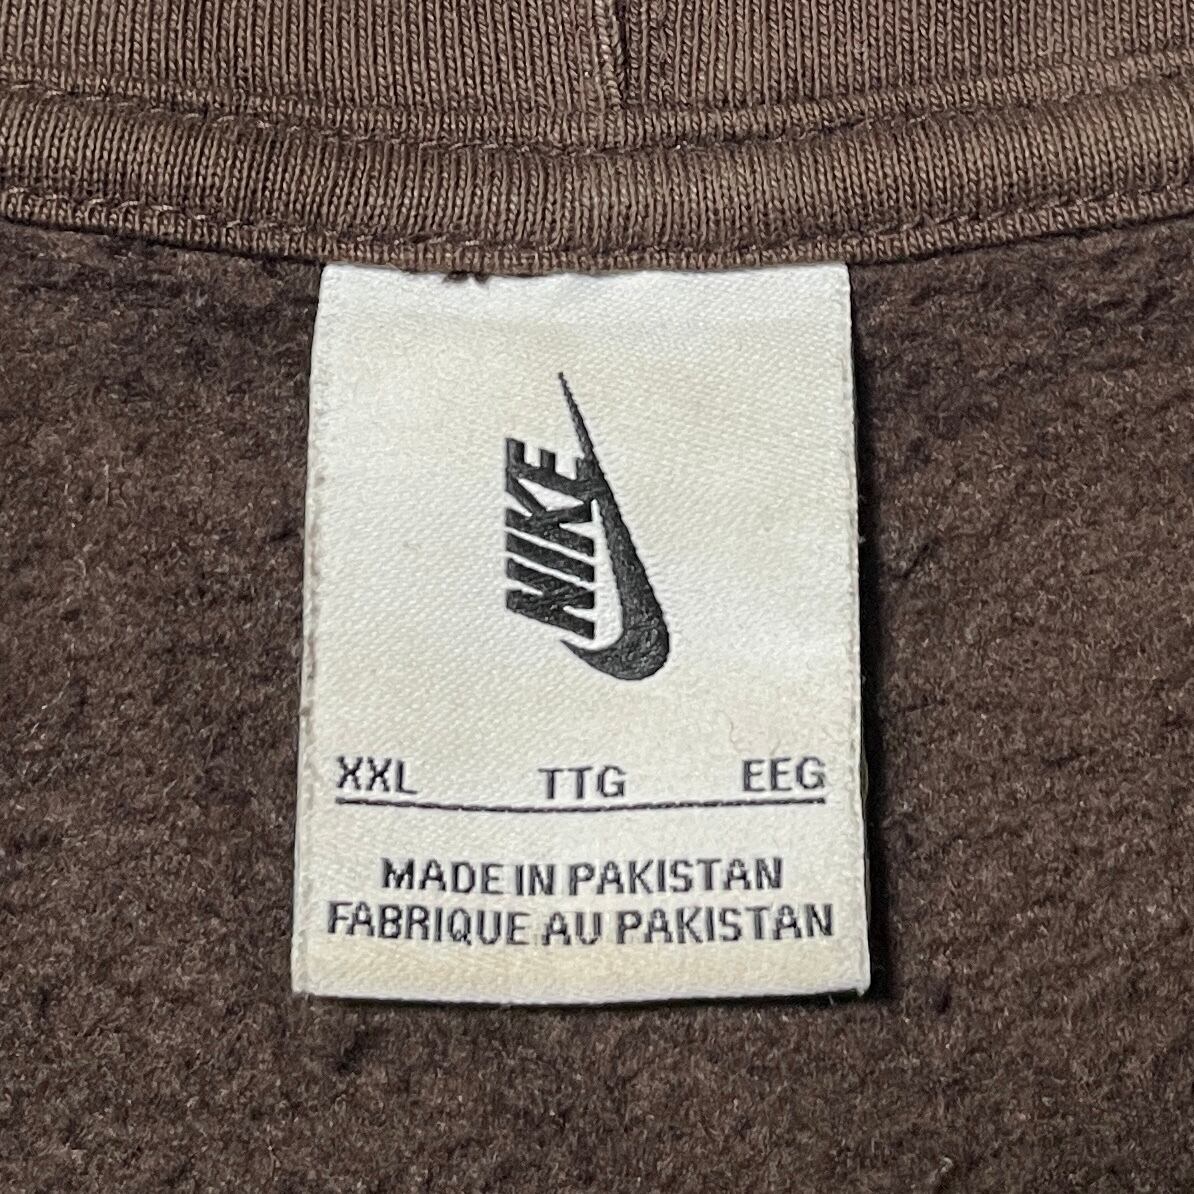 NIKE
XXL TTG EEG
MADE IN PAKISTAN
FABRIQUE AU PAKISTAN